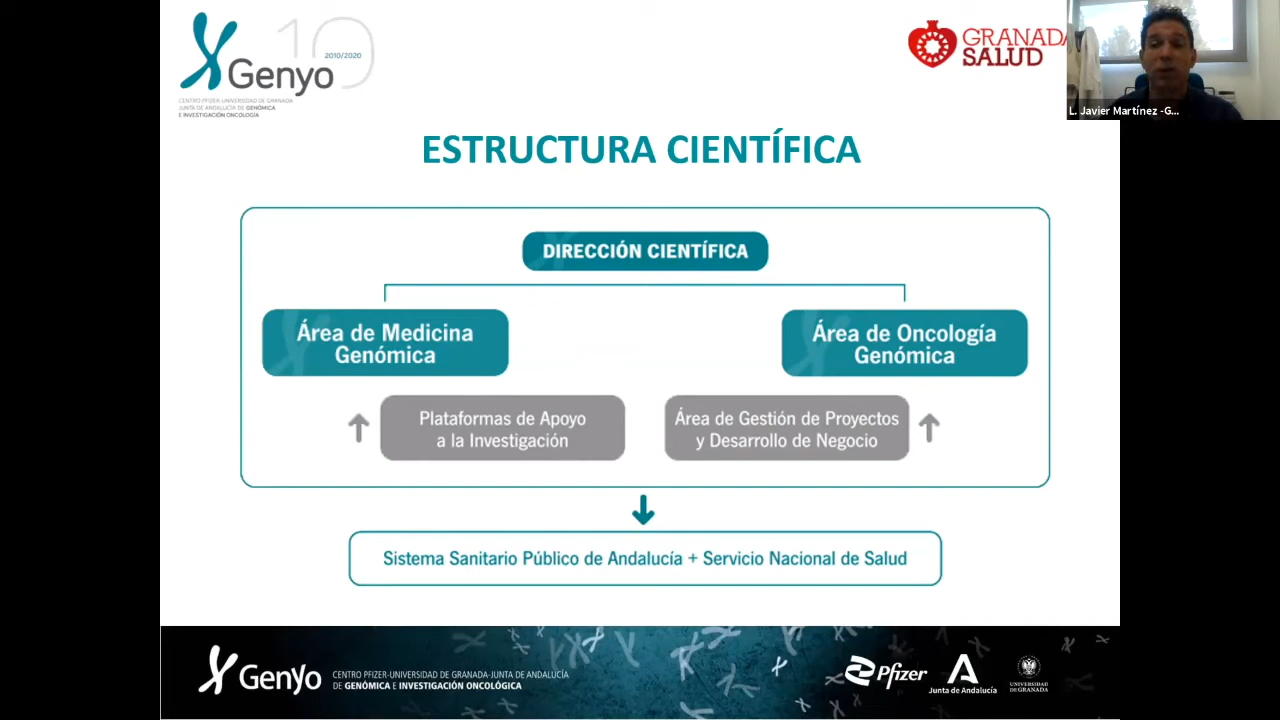 10
2010/2020
Genyo
CENTRO PFIZER-UNIVERSIDAD DE GRANADA
JUNTA DE ANDALUCÍA DE GENÓMICA
E INVESTIGACIÓN ONCOLÓGICA
GRANADA
SALUD
L. Javier Martínez -G...
ESTRUCTURA CIENTÍFICA
DIRECCIÓN CIENTÍFICA
Área de Medicina
Genómica
Área de Oncología
Genómica
Plataformas de Apoyo
a la Investigación
Área de Gestión de Proyectos
y Desarrollo de Negocio
Sistema Sanitario Público de Andalucía + Servicio Nacional de Salud
Genyo
CENTRO PFIZER-UNIVERSIDAD DE GRANADA-JUNTA DE ANDALUCÍA
DE GENÓMICA E INVESTIGACIÓN ONCOLÓGICA
Pfizer
Junta de Andalucía
UNIVERSIDAD
DE GRANADA